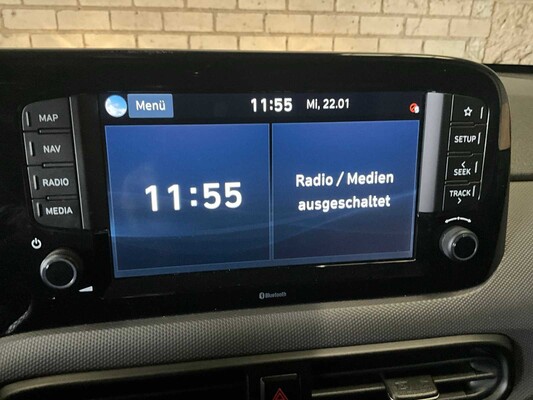 MAP
NAV
RADIO
MEDIA
Menü
11:55 Mi, 22.01
11:55
Radio / Medien
ausgeschaltet
SETUP
SEEK
TRACK
Bluetooth